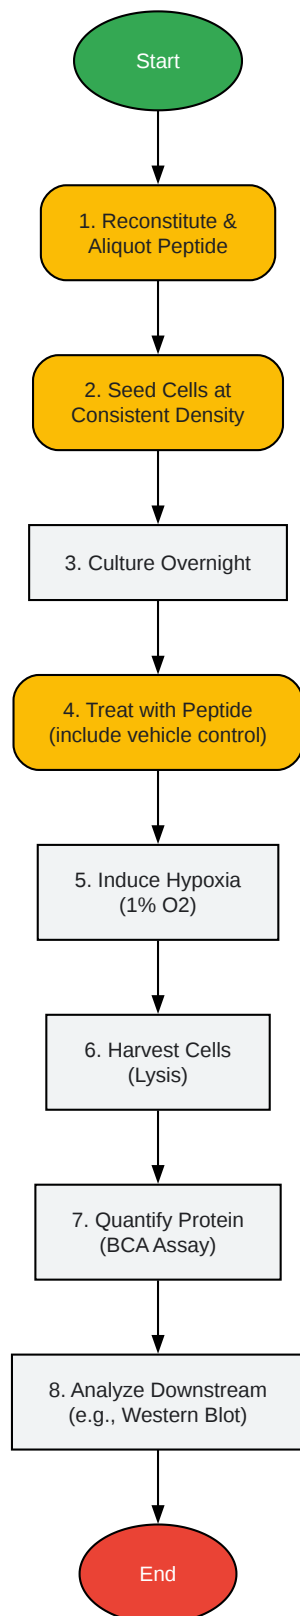 Start
1. Reconstitute &
Aliquot Peptide
2. Seed Cells at
Consistent Density
3. Culture Overnight
4. Treat with Peptide
(include vehicle control)
5. Induce Hypoxia
(1% O2)
6. Harvest Cells
(Lysis)
7. Quantify Protein
(BCA Assay)
8. Analyze Downstream
(e.g., Western Blot)
End